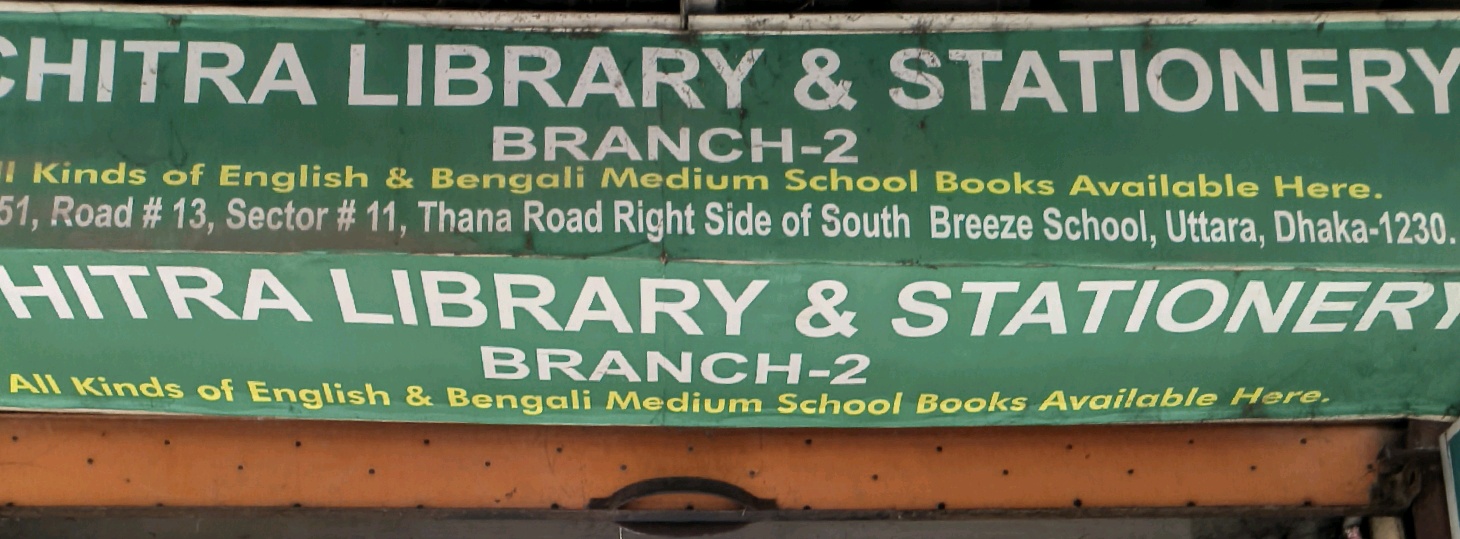 CHITRA LIBRARY & STATIONERY
BRANCH-2
Kinds of English & Bengali Medium School Books Available Here.
51, Road # 13, Sector # 11, Thana Road Right Side of South Breeze School, Uttara, Dhaka-1230.
HITRA LIBRARY & STATIONERY
BRANCH-2
All Kinds of English & Bengali Medium School Books Available Here.